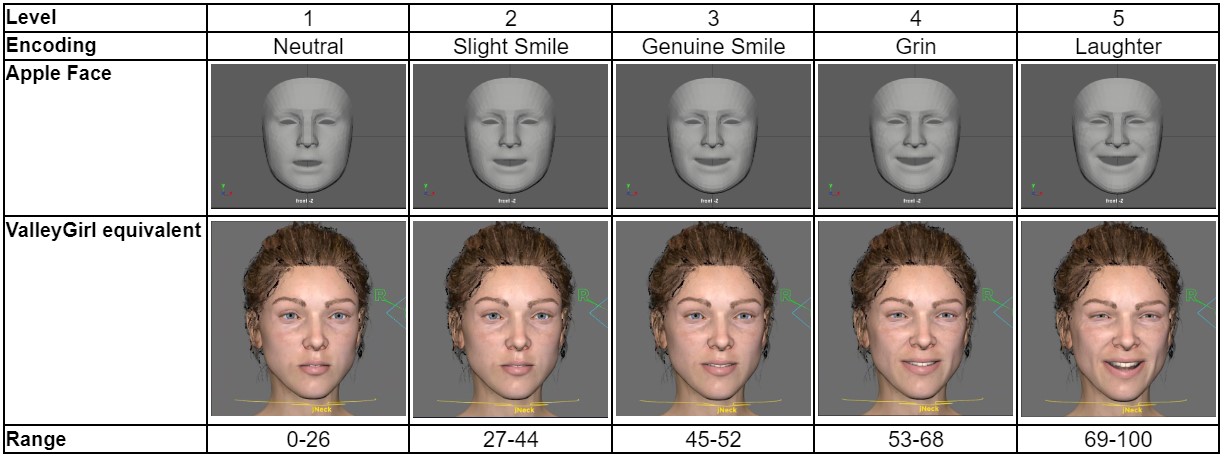 Level 1 2 3 4 5
Encoding Neutral Slight Smile Genuine Smile Grin Laughter
Apple Face
front -Z front -Z front -Z front -Z front -Z
ValleyGirl equivalent
R R R R R
jNeck jNeck jNeck jNeck jNeck
Range 0-26 27-44 45-52 53-68 69-100